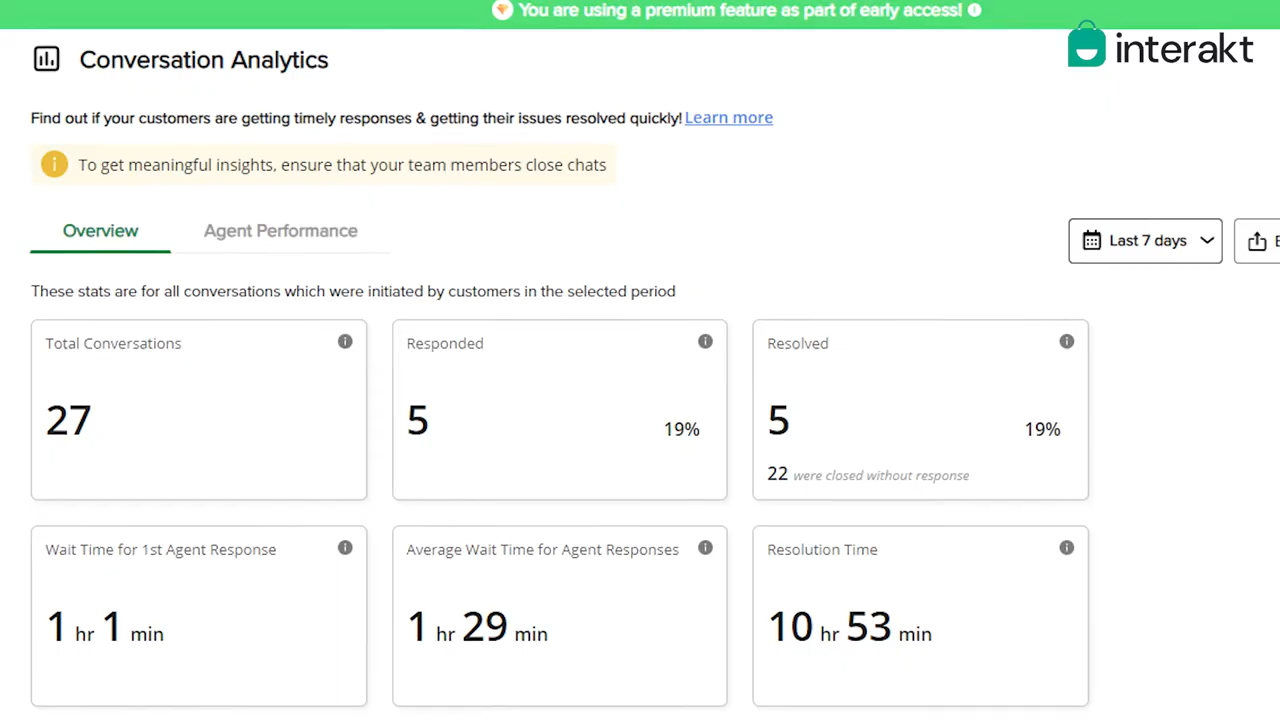 You are using a premium feature as part of early access!
interakt
Conversation Analytics
Find out if your customers are getting timely responses & getting their issues resolved quickly! Learn more
To get meaningful insights, ensure that your team members close chats
Overview
Agent Performance
Last 7 days
These stats are for all conversations which were initiated by customers in the selected period
Total Conversations
27
Responded
5
19%
Resolved
5
19%
22 were closed without response
Wait Time for 1st Agent Response
1 hr 1 min
Average Wait Time for Agent Responses
1 hr 29 min
Resolution Time
10 hr 53 min